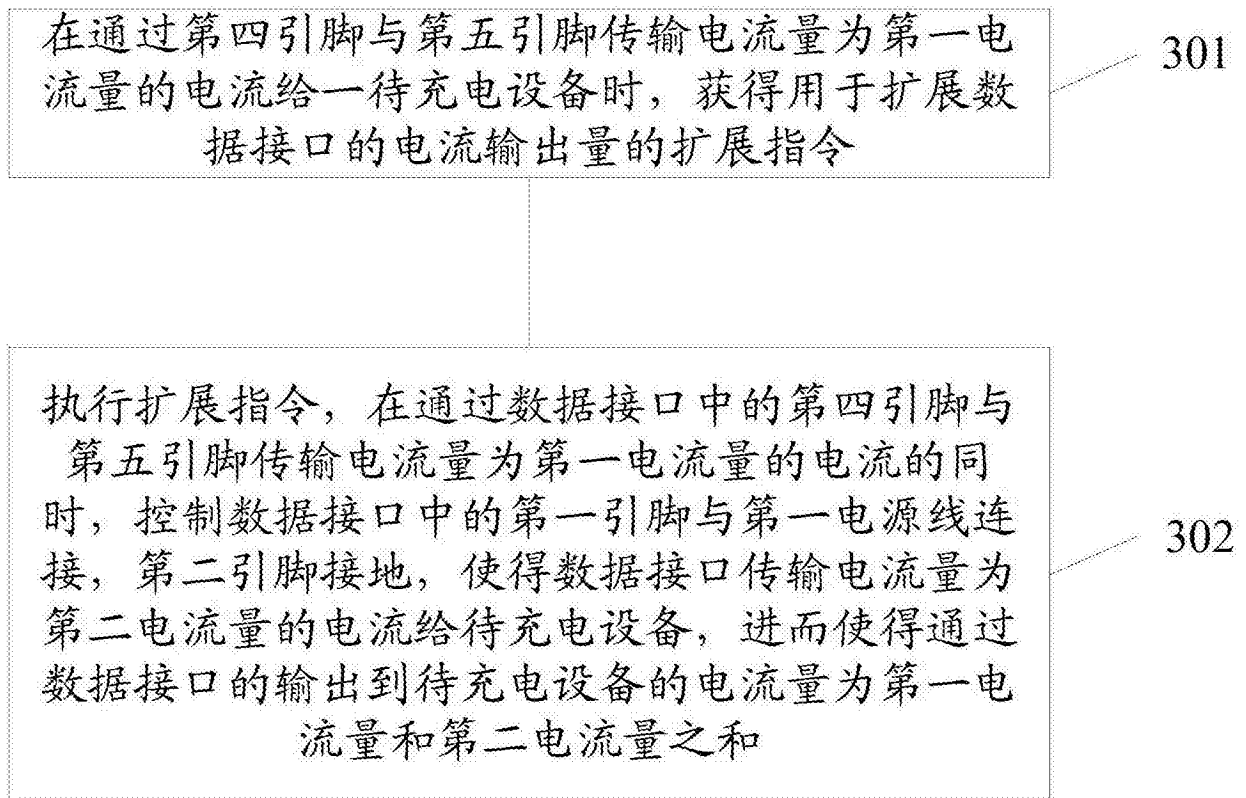 在通过第四引脚与第五引脚传输电流量为第一电
流量的电流给一待充电设备时，获得用于扩展数
据接口的电流输出量的扩展指令
301
执行扩展指令，在通过数据接口中的第四引脚与
第五引脚传输电流量为第一电流量的电流的同
时，控制数据接口中的第一引脚与第一电源线连
接，第二引脚接地，使得数据接口传输电流量为
第二电流量的电流给待充电设备，进而使得通过
数据接口的输出到待充电设备的电流量为第一电
流量和第二电流量之和
302